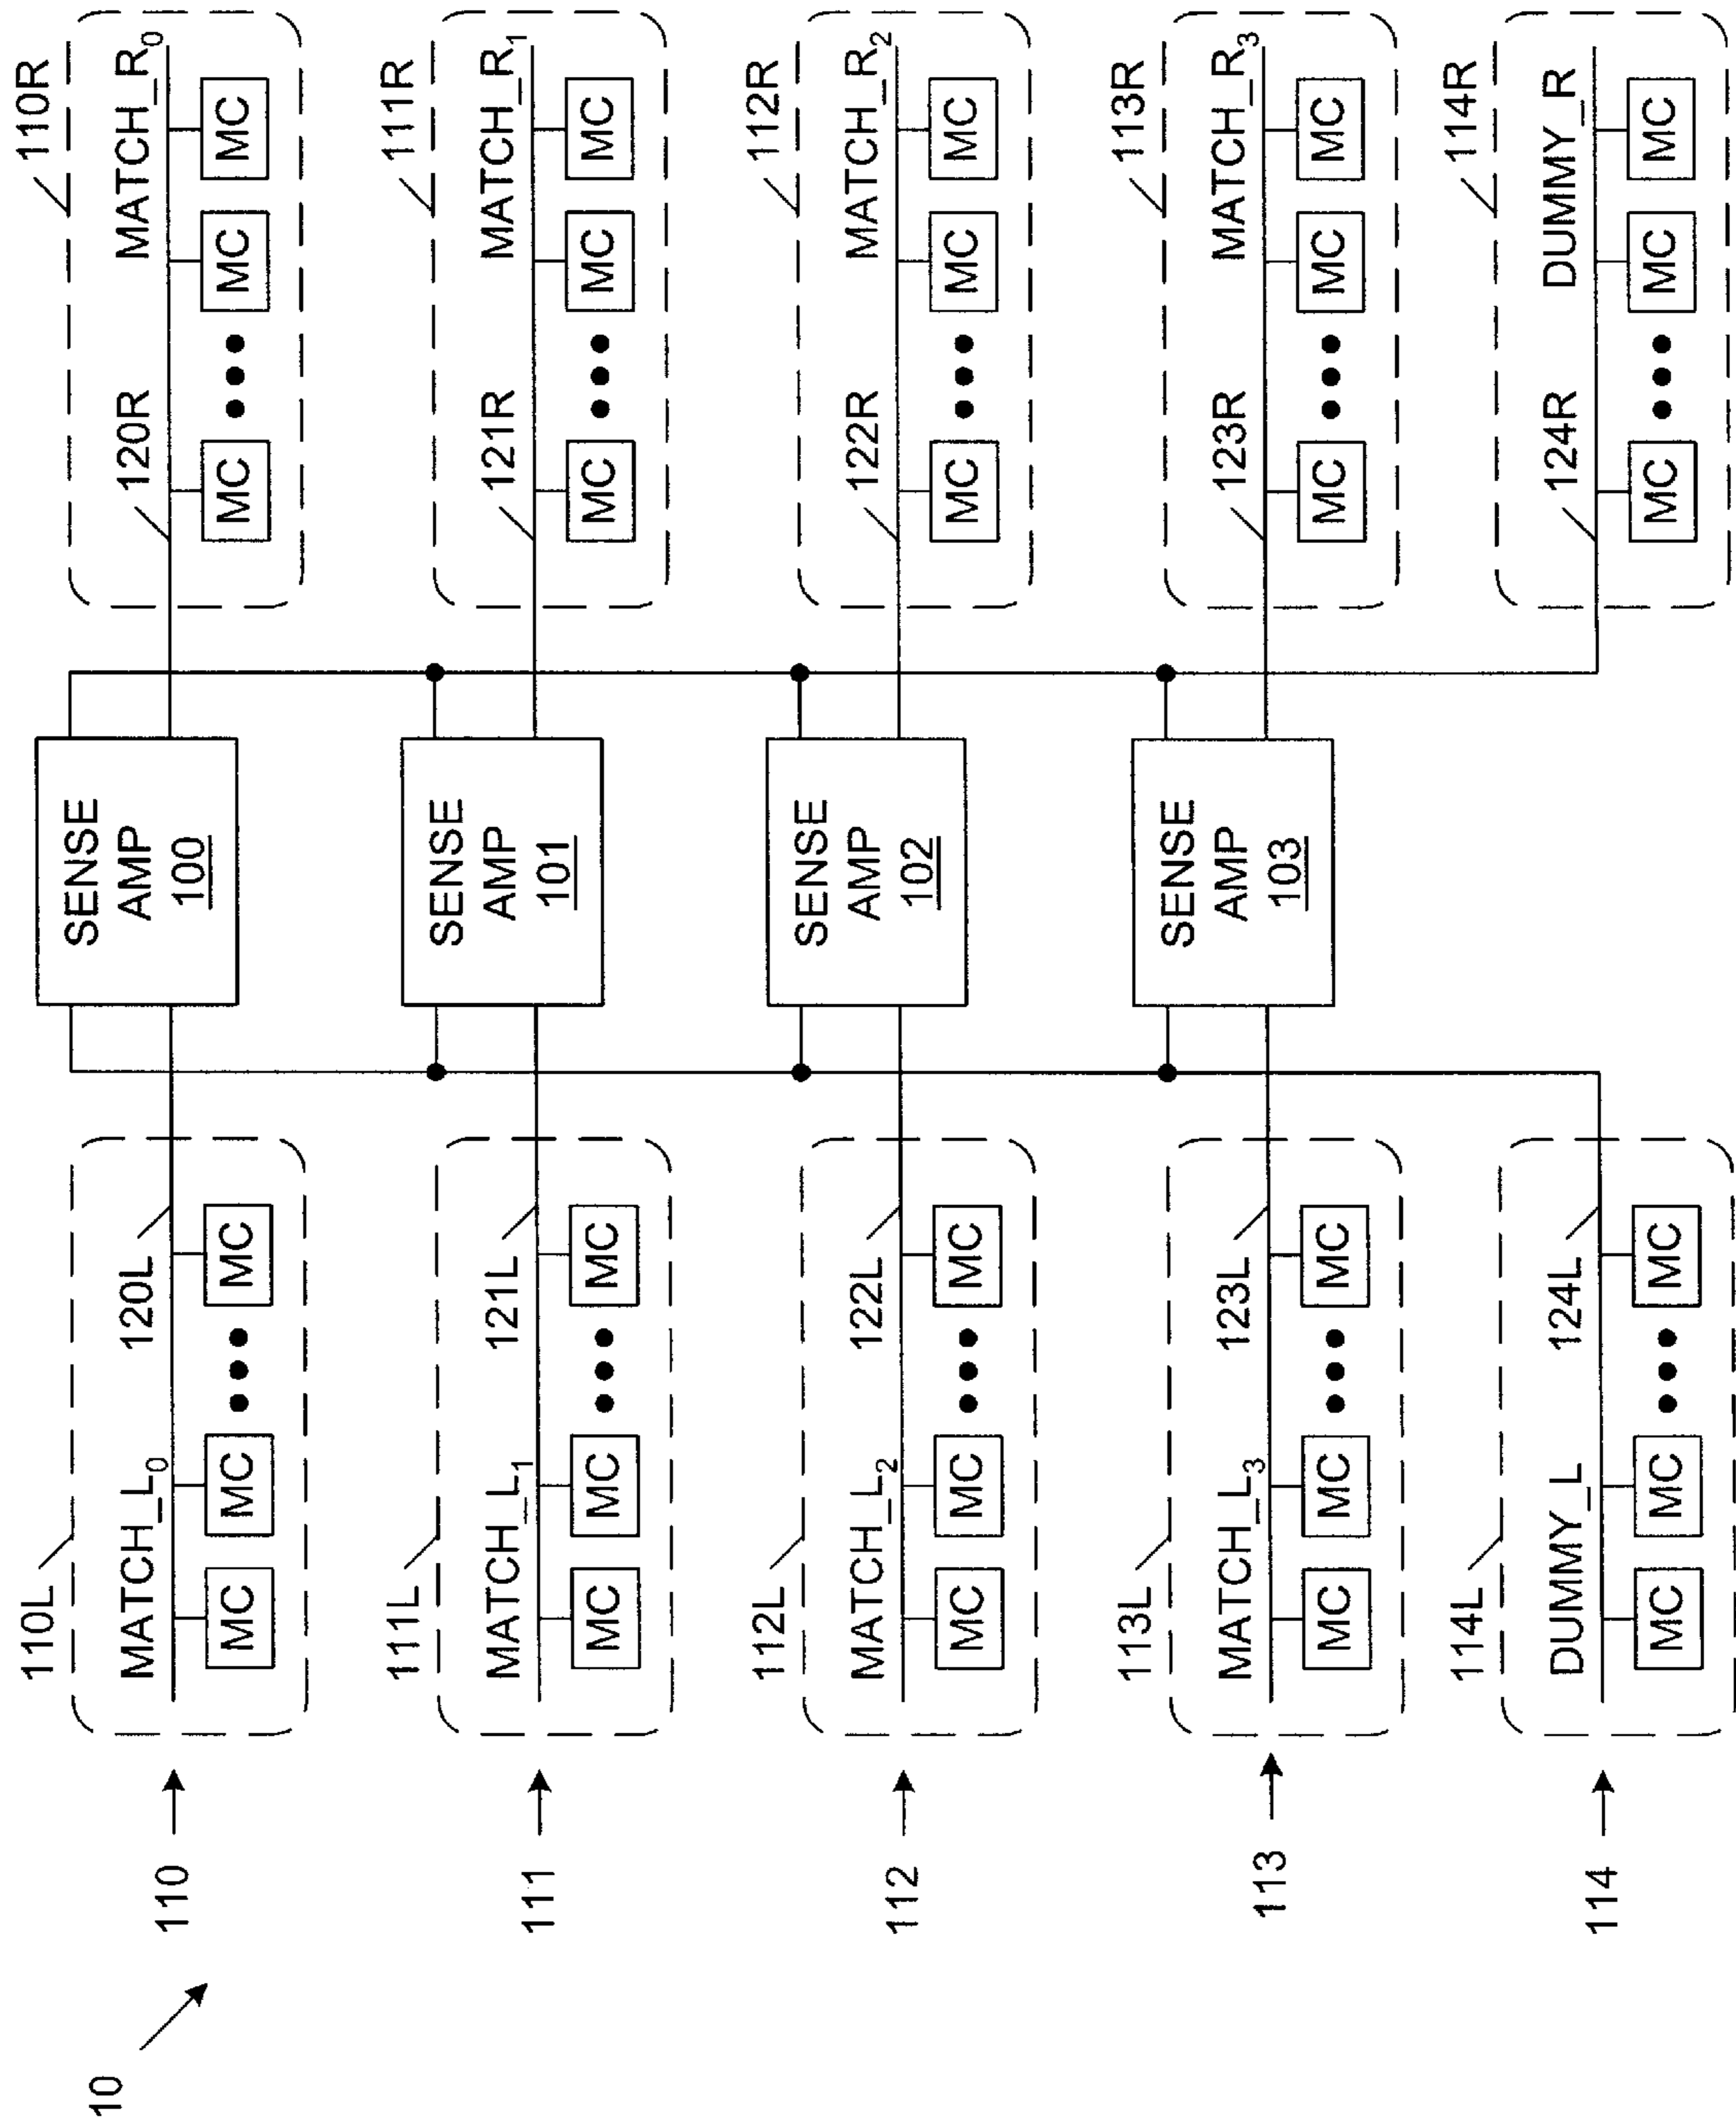 10
110
110L
MATCH_L0
120L
MC MC ••• MC
SENSE
AMP
100
110R
120R
MATCH_R0
MC ••• MC MC
111
111L
MATCH_L1
121L
MC MC ••• MC
SENSE
AMP
101
111R
121R
MATCH_R1
MC ••• MC MC
112
112L
MATCH_L2
122L
MC MC ••• MC
SENSE
AMP
102
112R
122R
MATCH_R2
MC ••• MC MC
113
113L
MATCH_L3
123L
MC MC ••• MC
SENSE
AMP
103
113R
123R
MATCH_R3
MC ••• MC MC
114
114L
DUMMY_L
124L
MC MC ••• MC
114R
124R
DUMMY_R
MC ••• MC MC